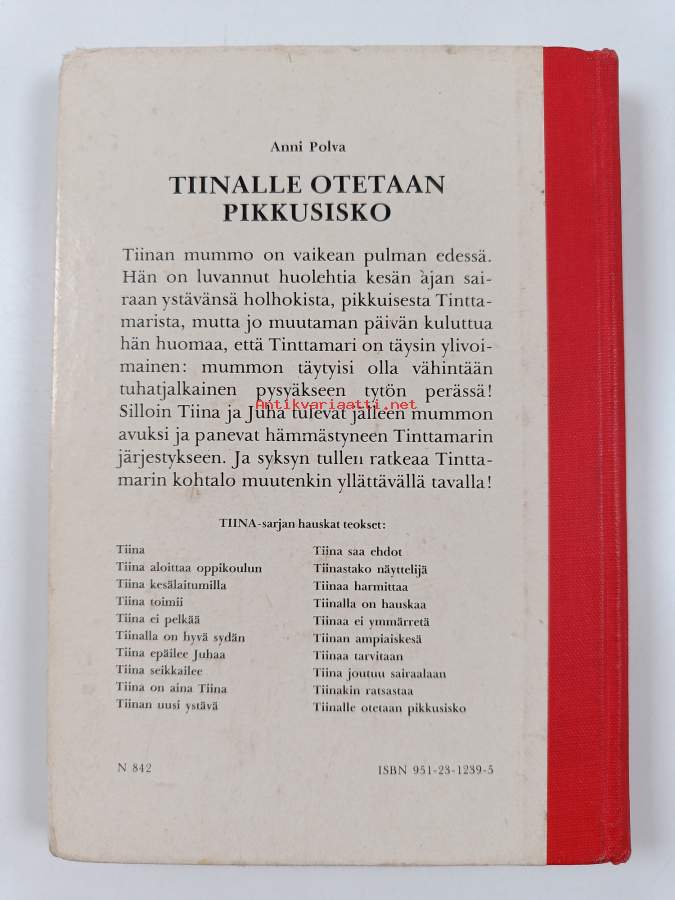 Anni Polva
TIINALLE OTETAAN
PIKKUSISKO
Tiinan mummo on vaikean pulman edessä.
Hän on luvannut huolehtia kesän ajan sai-
raan ystävänsä holhokista, pikkuisesta Tintta-
marista, mutta jo muutaman päivän kuluttua
hän huomaa, että Tinttamari on täysin ylivoi-
mainen: mummon täytyisi olla vähintään
tuhatjalkainen pysyäkseen tytön perässä!
Antikvariaatti.net
Silloin Tiina ja Juha tulevat jälleen mummon
avuksi ja panevat hämmästyneen Tinttamarin
järjestykseen. Ja syksyn tullen ratkeaa Tintta-
marin kohtalo muutenkin yllättävällä tavalla!
TIINA-sarjan hauskat teokset:
Tiina
Tiina aloittaa oppikoulun
Tiina kesälaitumilla
Tiina toimii
Tiina ei pelkää
Tiinalla on hyvä sydän
Tiina epäilee Juhaa
Tiina seikkailee
Tiina on aina Tiina
Tiinan uusi ystävä
Tiina saa ehdot
Tiinastako näyttelijä
Tiinaa harmittaa
Tiinalla on hauskaa
Tiinaa ei ymmärretä
Tiinan ampiaiskesä
Tiinaa tarvitaan
Tiina joutuu sairaalaan
Tiinakin ratsastaa
Tiinalle otetaan pikkusisko
N 842
ISBN 951-23-1239-5